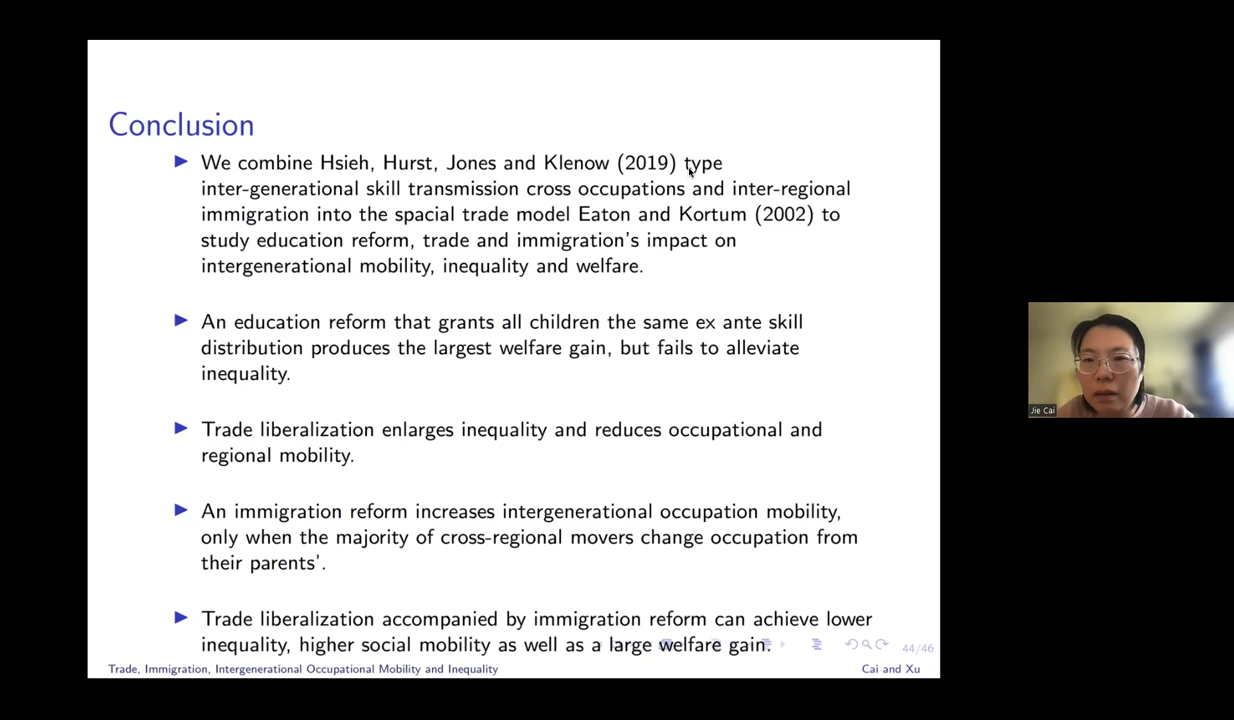 Conclusion
We combine Hsieh, Hurst, Jones and Klenow (2019) type
inter-generational skill transmission cross occupations and inter-regional
immigration into the spacial trade model Eaton and Kortum (2002) to
study education reform, trade and immigration's impact on
intergenerational mobility, inequality and welfare.
An education reform that grants all children the same ex ante skill
distribution produces the largest welfare gain, but fails to alleviate
inequality.
Trade liberalization enlarges inequality and reduces occupational and
regional mobility.
An immigration reform increases intergenerational occupation mobility,
only when the majority of cross-regional movers change occupation from
their parents'.
Trade liberalization accompanied by immigration reform can achieve lower
inequality, higher social mobility as well as a large welfare gain.
44/46
Trade, Immigration, Intergenerational Occupational Mobility and Inequality
Cai and Xu
Jie Cai